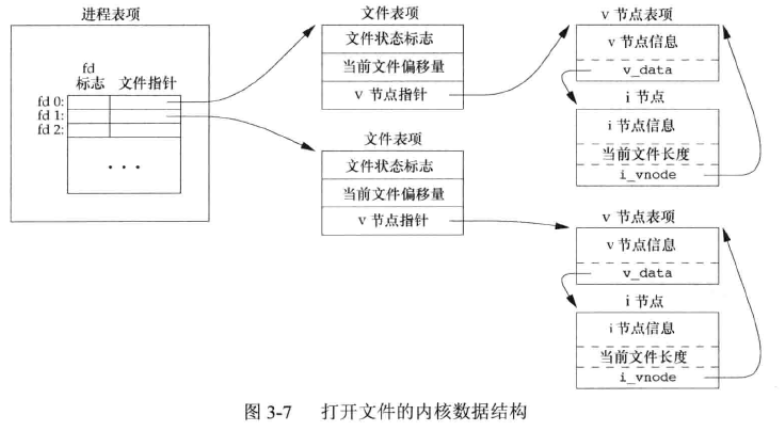 进程表项
fd
标志 文件指针
fd 0:
fd 1:
fd 2:
...
文件表项
文件状态标志
当前文件偏移量
v 节点指针
文件表项
文件状态标志
当前文件偏移量
v 节点指针
v 节点表项
v 节点信息
v_data
i 节点
i 节点信息
当前文件长度
i_vnode
v 节点表项
v 节点信息
v_data
i 节点
i 节点信息
当前文件长度
i_vnode
图 3-7 打开文件的内核数据结构